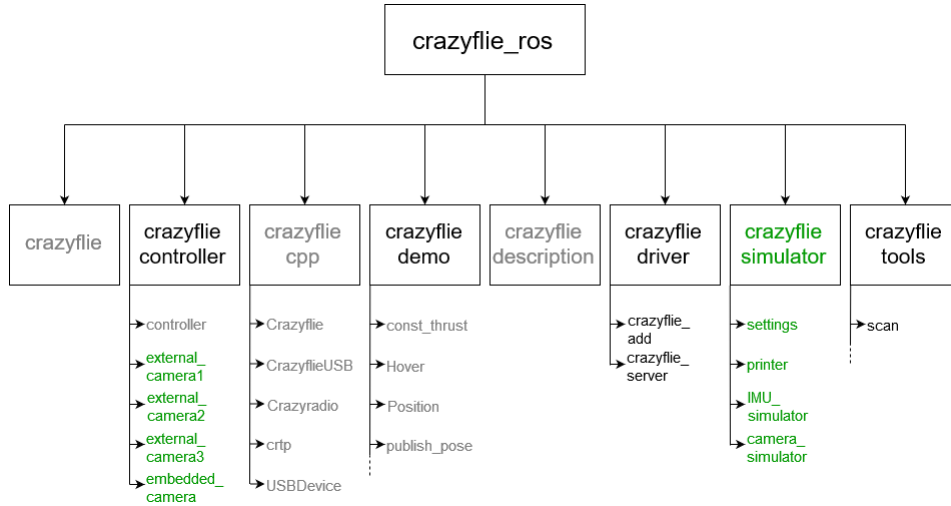 crazyflie_ros
crazyflie
crazyflie
controller
crazyflie
cpp
crazyflie
demo
crazyflie
description
crazyflie
driver
crazyflie
simulator
crazyflie
tools
controller
external_
camera1
external_
camera2
external_
camera3
embedded_
camera
Crazyflie
CrazyflieUSB
Crazyradio
crtp
USBDevice
const_thrust
Hover
Position
publish_pose
crazyflie_
add
crazyflie_
server
settings
printer
IMU_
simulator
camera_
simulator
scan